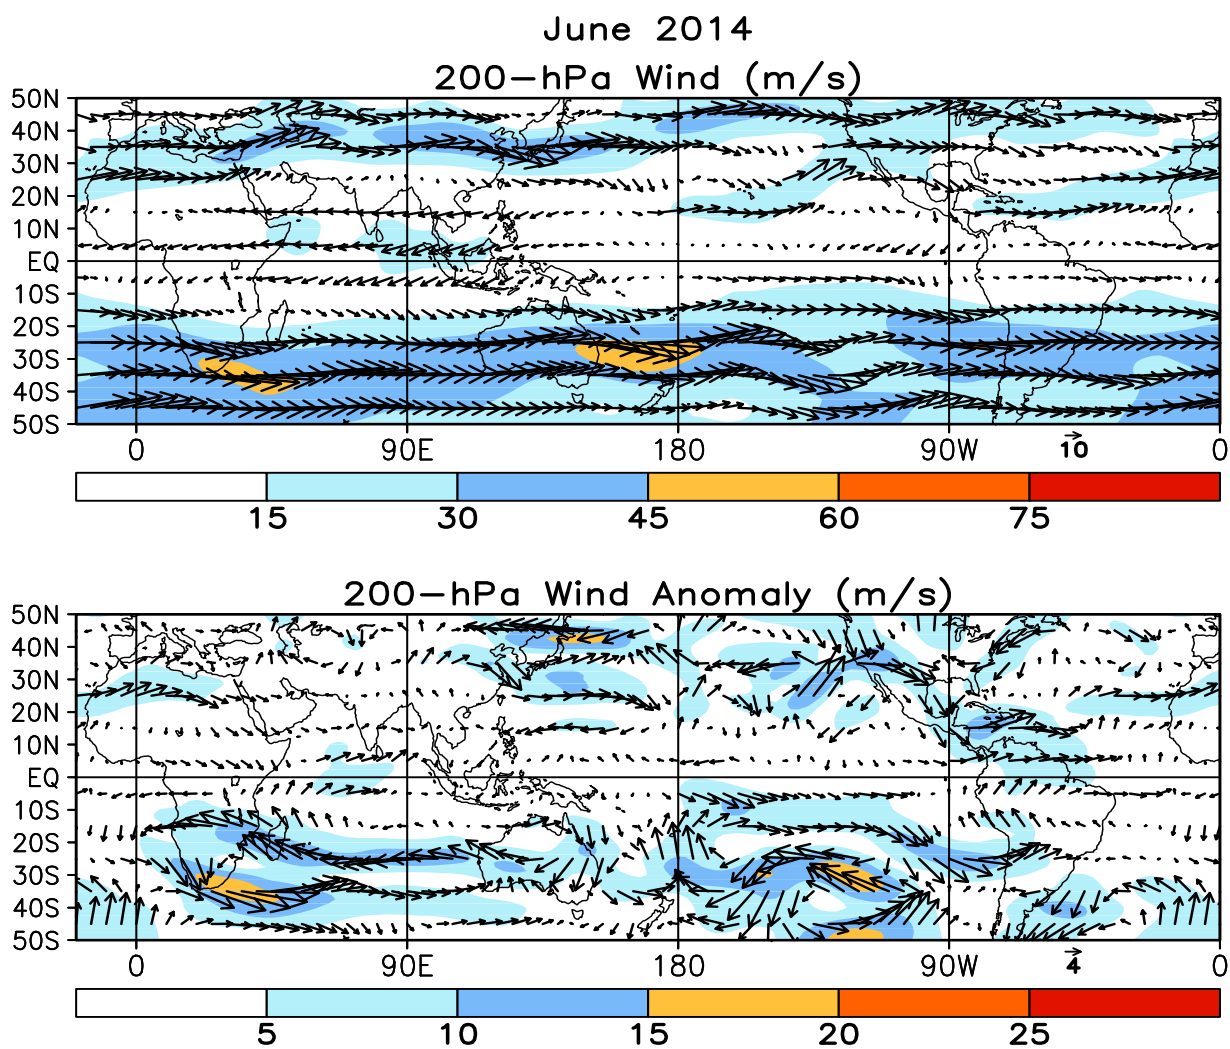 June 2014
200-hPa Wind (m/s)
50N
40N
30N
20N
10N
EQ
10S
20S
30S
40S
50S
0 90E 180 90W 10 0
15 30 45 60 75
200-hPa Wind Anomaly (m/s)
50N
40N
30N
20N
10N
EQ
10S
20S
30S
40S
50S
0 90E 180 90W 4 0
5 10 15 20 25